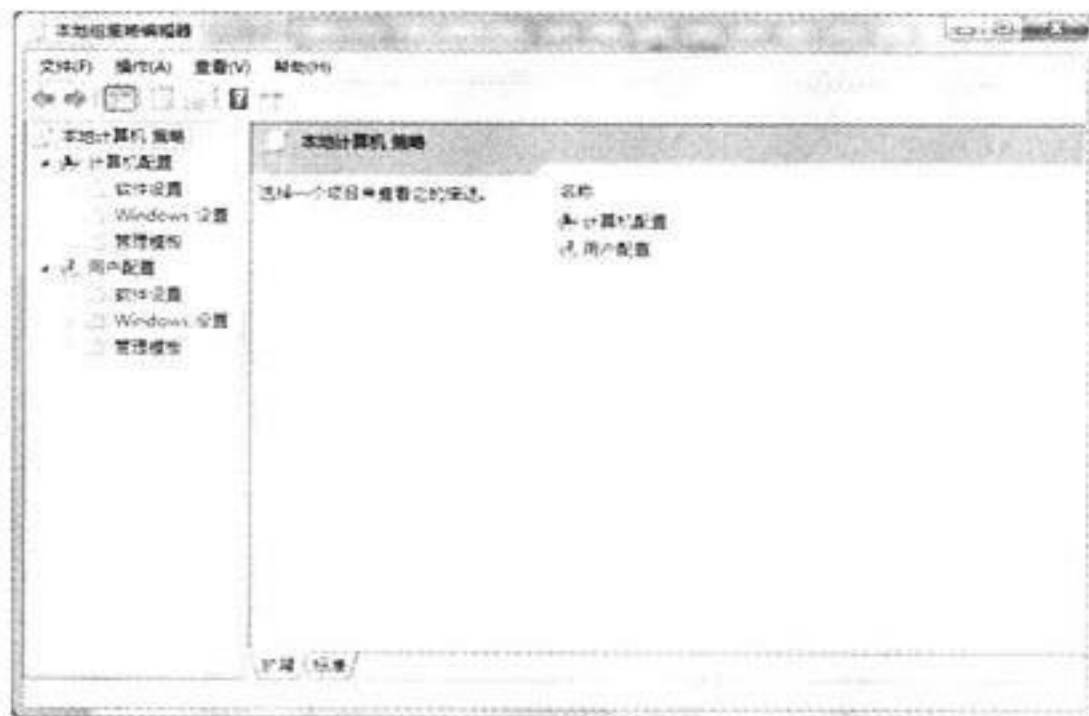 本地组策略编辑器
文件(F) 操作(A) 查看(V) 帮助(H)
本地计算机 策略
计算机配置
软件设置
Windows 设置
管理模板
用户配置
软件设置
Windows 设置
管理模板
本地计算机 策略
选择一个项目来查看它的描述。
名称
计算机配置
用户配置
扩展 标准